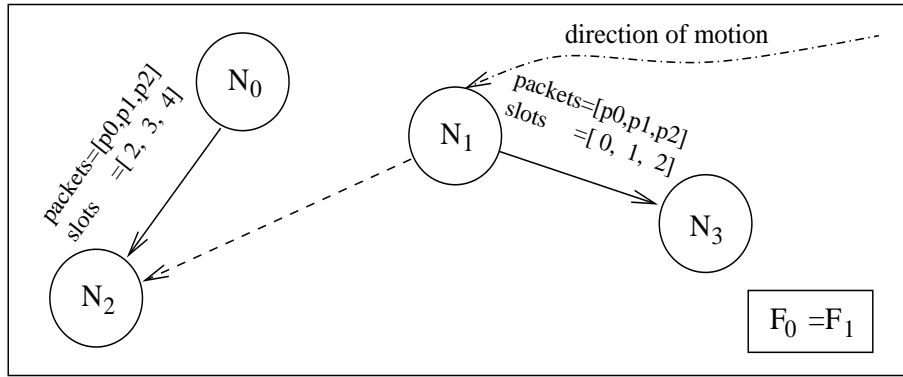 direction of motion
N0
packets=[p0,p1,p2]
slots =[ 2, 3, 4]
N1
packets=[p0,p1,p2]
slots =[ 0, 1, 2]
N3
N2
F0 =F1